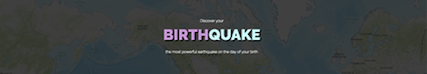 Discover your
BIRTHQUAKE
the most powerful earthquake on the day of your birth